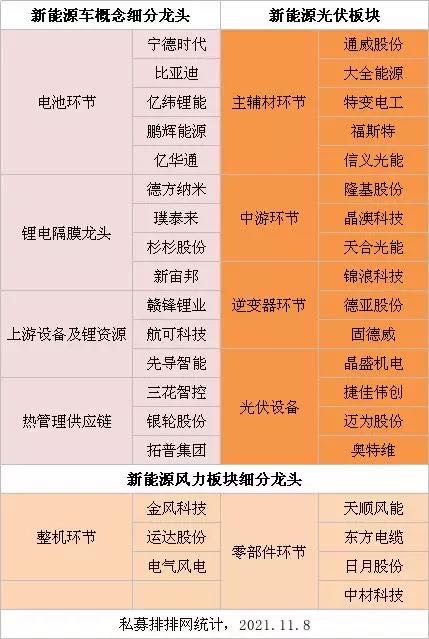 新能源车概念细分龙头 新能源光伏板块
电池环节 宁德时代 主辅材环节 通威股份
比亚迪 大全能源
亿纬锂能 特变电工
鹏辉能源 福斯特
亿华通 信义光能
锂电隔膜龙头 德方纳米 中游环节 隆基股份
璞泰来 晶澳科技
杉杉股份 天合光能
新宙邦 逆变器环节 锦浪科技
上游设备及锂资源 赣锋锂业 德亚股份
航可科技 固德威
先导智能 光伏设备 晶盛机电
热管理供应链 三花智控 捷佳伟创
银轮股份 迈为股份
拓普集团 奥特维
新能源风力板块细分龙头
整机环节 金风科技 零部件环节 天顺风能
运达股份 东方电缆
电气风电 日月股份
中材科技
私募排排网统计，2021.11.8